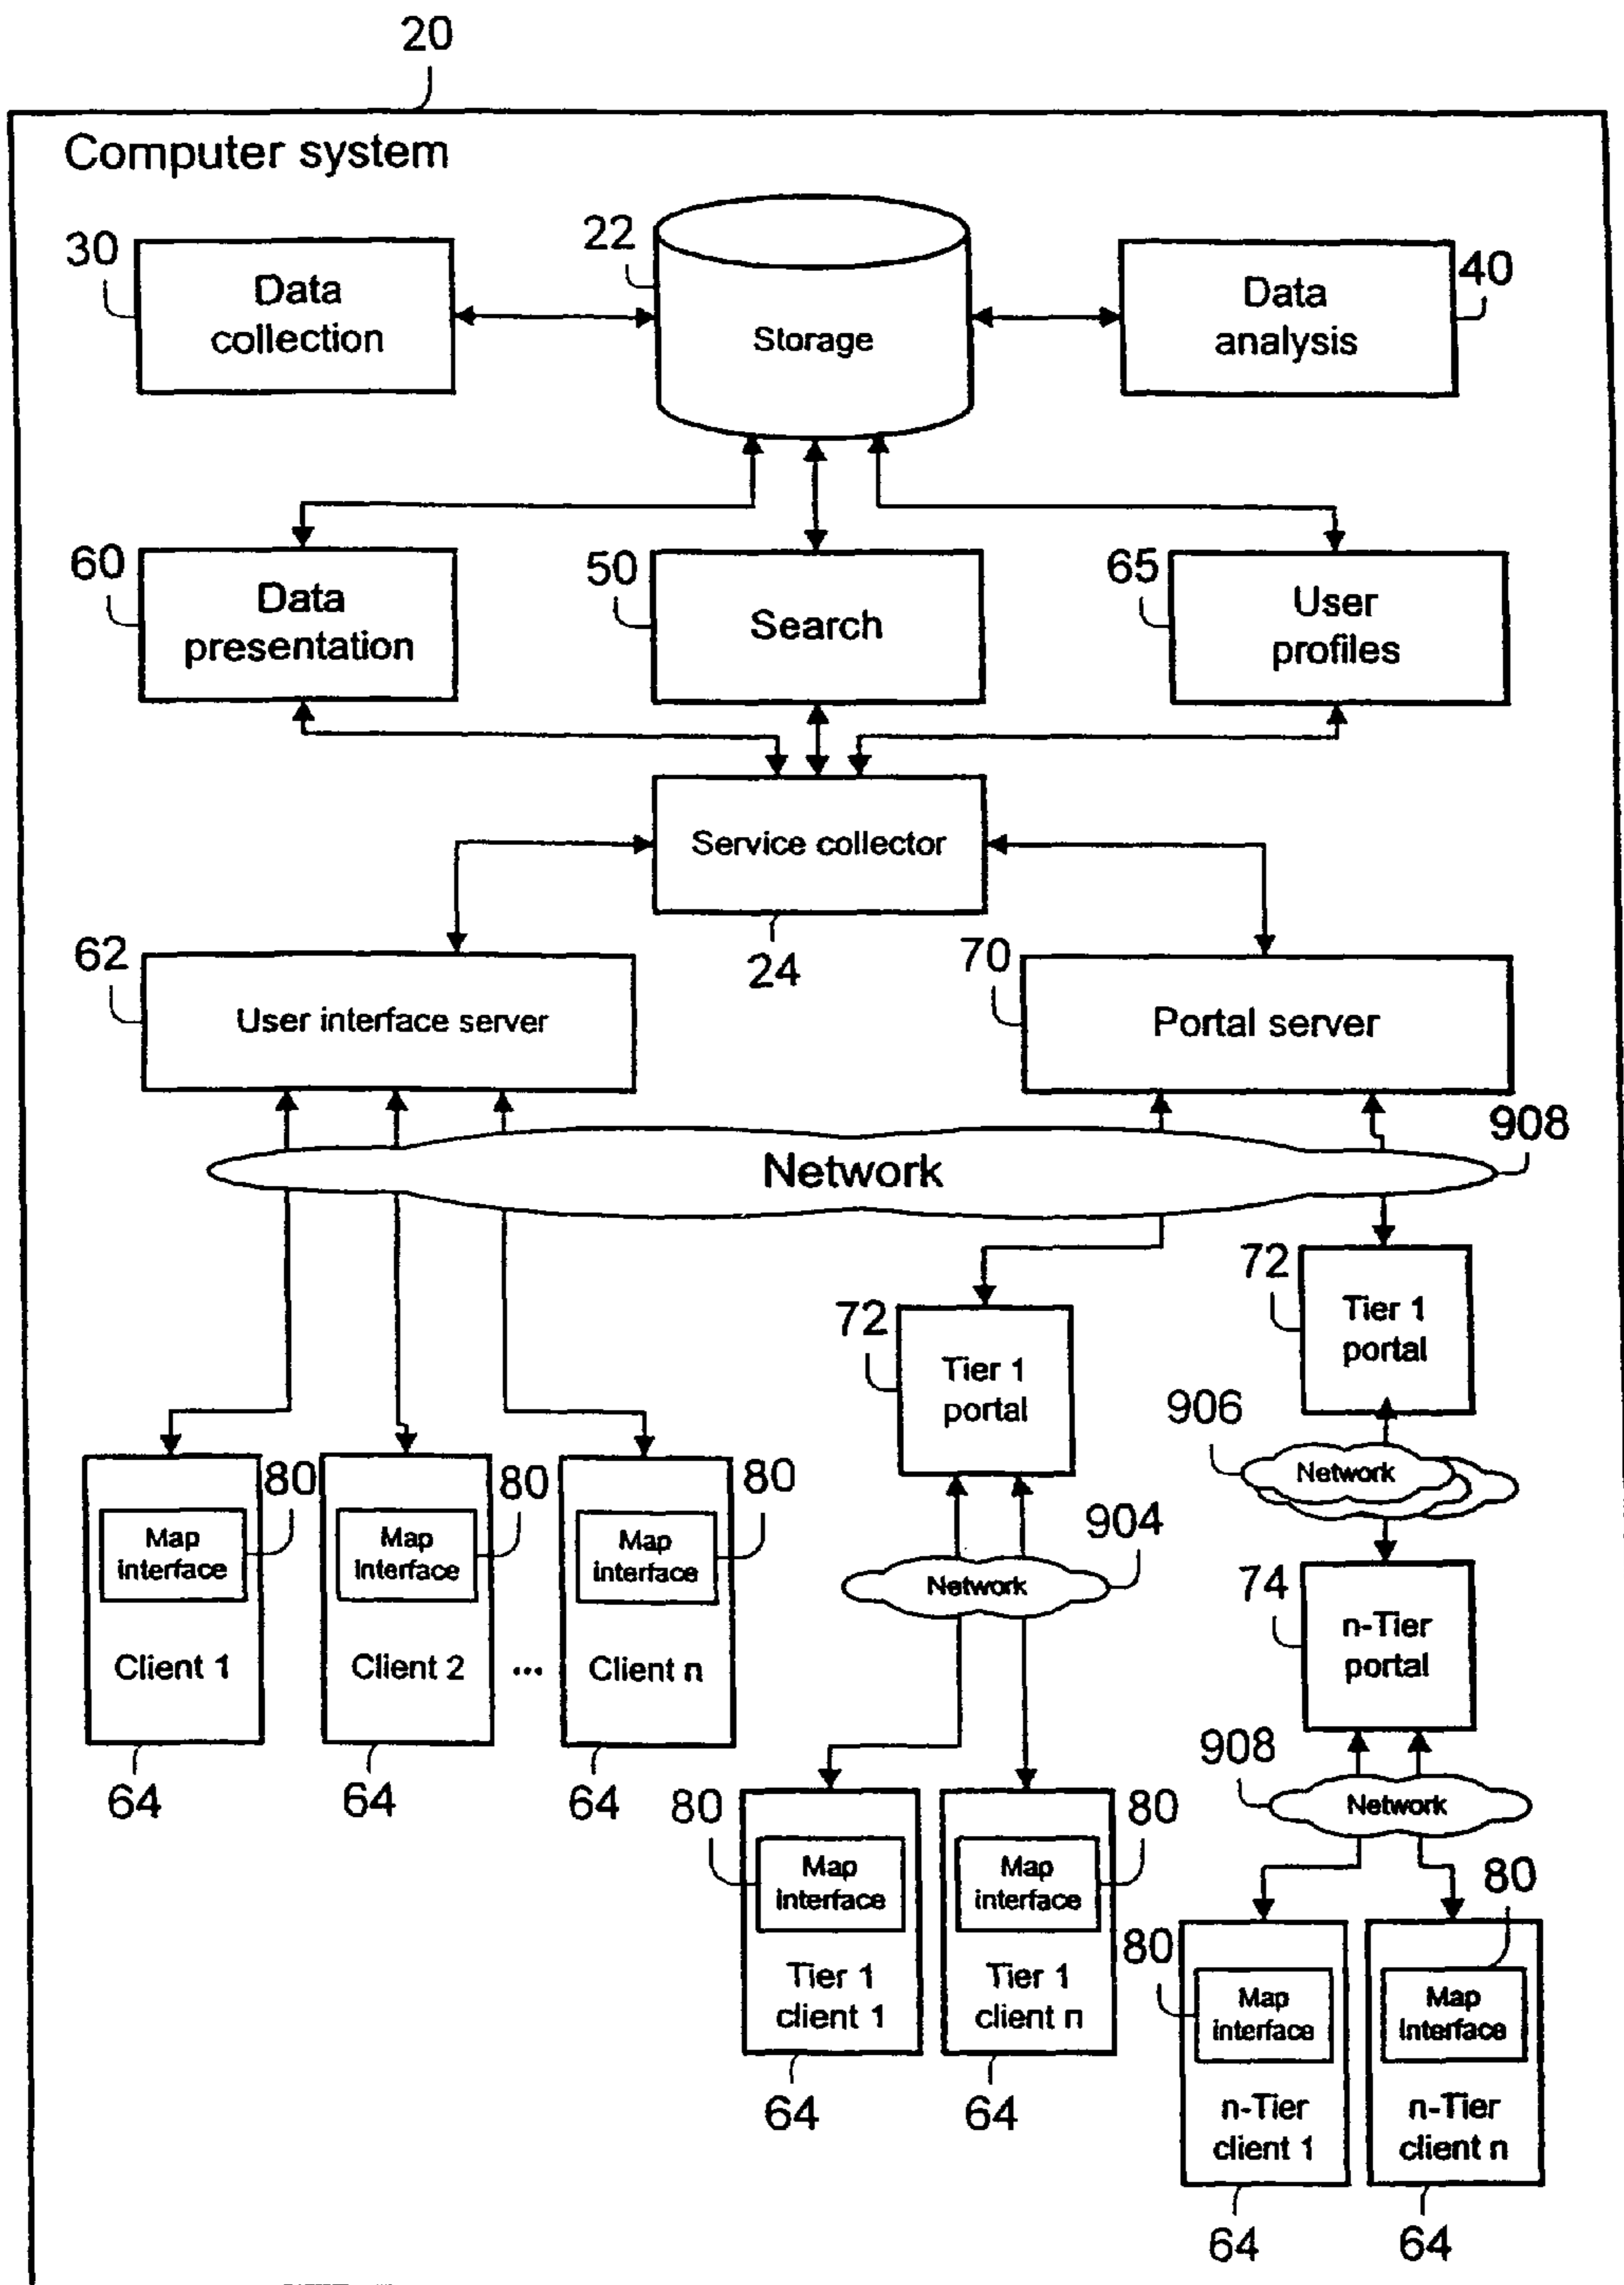 20
Computer system
30
Data
collection
22
Storage
40
Data
analysis
60
Data
presentation
50
Search
65
User
profiles
Service collector
24
62
User interface server
70
Portal server
908
Network
72
Tier 1
portal
72
Tier 1
portal
906
Network
80
Map
interface
Client 1
64
80
Map
interface
Client 2
64
...
80
Map
interface
Client n
64
904
Network
74
n-Tier
portal
908
Network
80
Map
interface
Tier 1
client 1
64
80
Map
interface
Tier 1
client n
64
80
Map
interface
n-Tier
client 1
64
80
Map
interface
n-Tier
client n
64